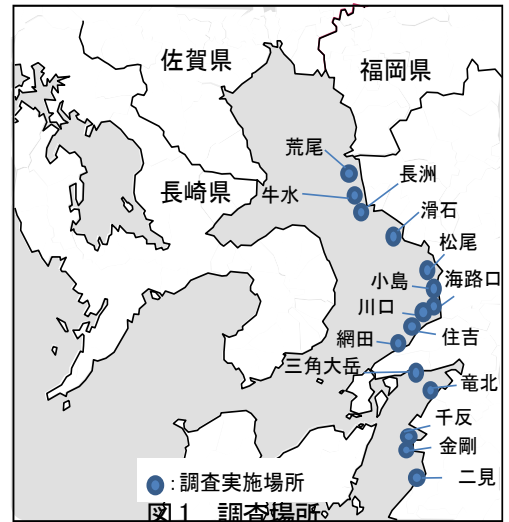 佐賀県
福岡県
荒尾
長崎県
牛水
長洲
滑石
松尾
小島
海路口
川口
住吉
網田
三角大岳
竜北
千反
金剛
二見
:調査実施場所
図1 調査場所